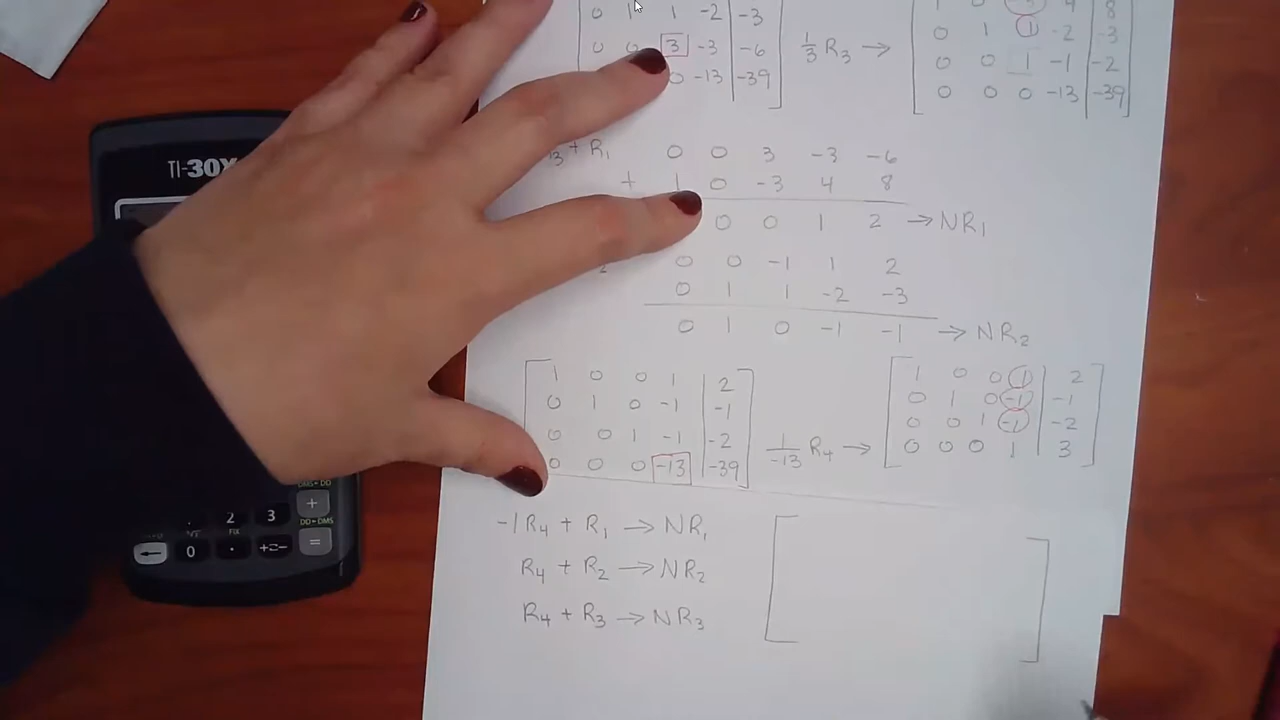 0 1 1 -2 -3
0 0 3 -3 -6 1/3 R₃ →
0 -13 -39
0 1 1 -2 -3
0 0 1 -1 -2
0 0 0 -13 -39
TI-30X
+ R₁ 0 0 3 -3 -6
+ 1 0 -3 4 8
0 0 1 2 → NR₁
0 0 -1 1 2
0 1 1 -2 -3
0 1 0 -1 -1 → NR₂
1 0 0 1 2
0 1 0 -1 -1
0 0 1 -1 -2
0 0 0 -13 -39 1/-13 R₄ →
1 0 0 1 2
0 1 0 -1 -1
0 0 1 -1 -2
0 0 0 1 3
-1R₄ + R₁ → NR₁
R₄ + R₂ → NR₂
R₄ + R₃ → NR₃
2 3 +
FIX DD→DMS
0 . +⟲- =